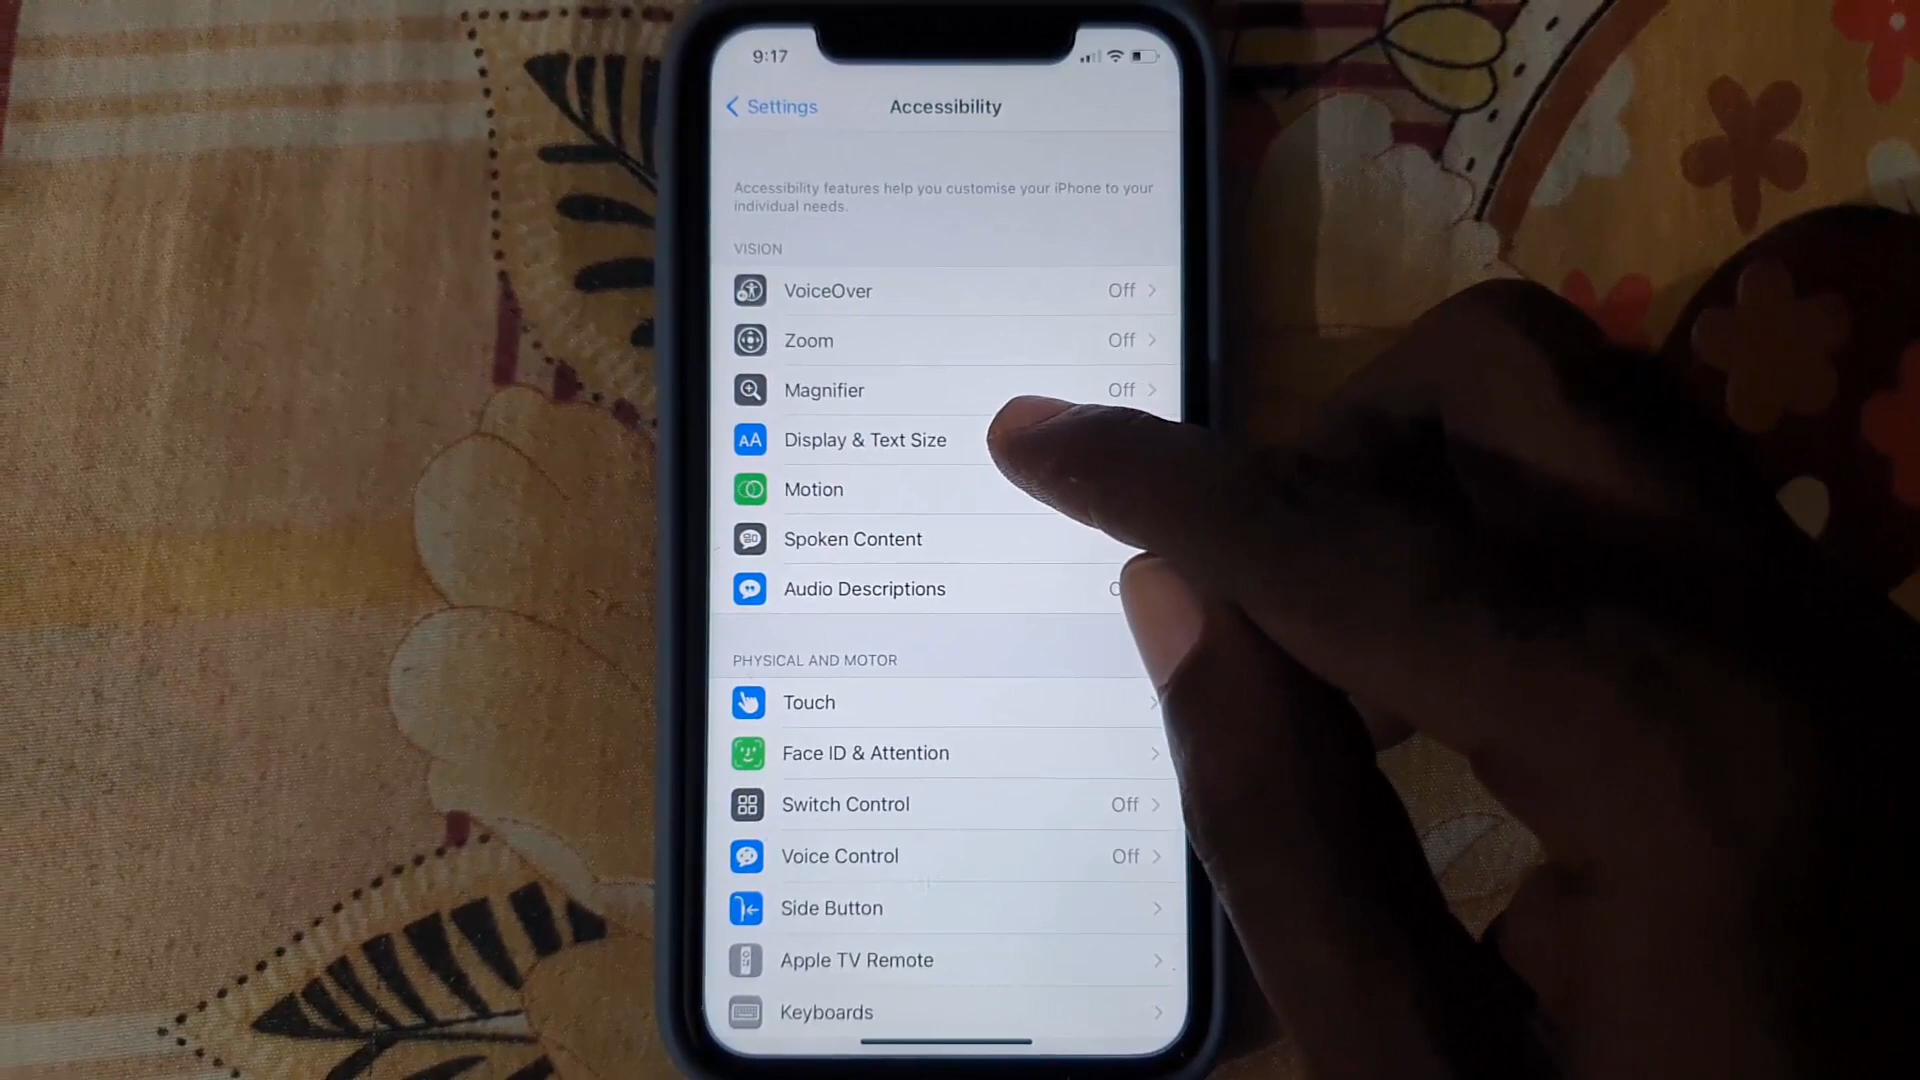 9:17
Settings Accessibility
Accessibility features help you customise your iPhone to your
individual needs.
VISION
VoiceOver Off
Zoom Off
Magnifier Off
AA Display & Text Size
Motion
Spoken Content
Audio Descriptions
PHYSICAL AND MOTOR
Touch
Face ID & Attention
Switch Control Off
Voice Control Off
Side Button
Apple TV Remote
Keyboards